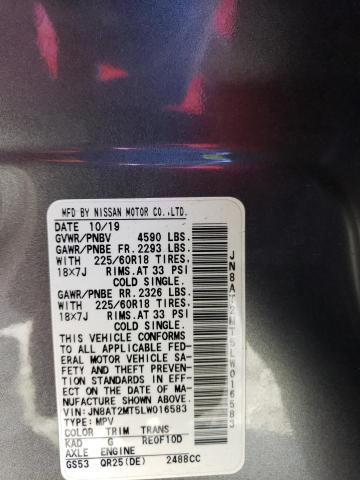 MFD BY NISSAN MOTOR CO.,LTD.
DATE 10/19
GVWR/PNBV 4590 LBS.
GAWR/PNBE FR. 2293 LBS.
WITH 225/60R18 TIRES,
18×7J RIMS.AT 33 PSI
COLD SINGLE.
GAWR/PNBE RR. 2326 LBS.
WITH 225/60R18 TIRES,
18×7J RIMS.AT 33 PSI
COLD SINGLE.
THIS VEHICLE CONFORMS
TO ALL APPLICABLE FED-
ERAL MOTOR VEHICLE SA-
FETY AND THEFT PREVENTION
STANDARDS IN EFFECT
ON THE DATE OF MA-
NUFACTURE SHOWN ABOVE.
VIN: JN8AT2MT5LW016583
TYPE: MPV
COLOR TRIM TRANS
KAD G RE0F10D
AXLE ENGINE
GS53 QR25(DE) 2488CC
JN8AT2MT5LW016583